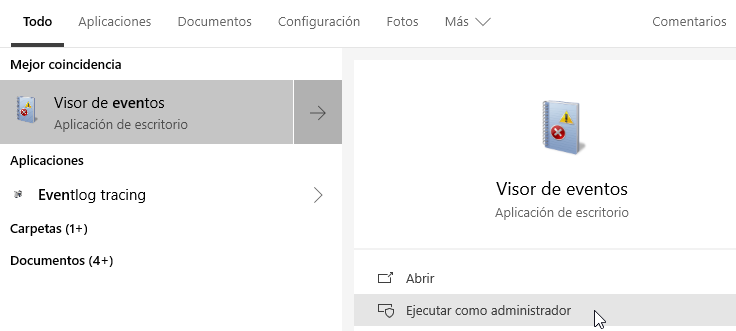 Todo Aplicaciones Documentos Configuración Fotos Más Comentarios
Mejor coincidencia
Visor de eventos
Aplicación de escritorio
Aplicaciones
Eventlog tracing
Carpetas (1+)
Documentos (4+)
Visor de eventos
Aplicación de escritorio
Abrir
Ejecutar como administrador